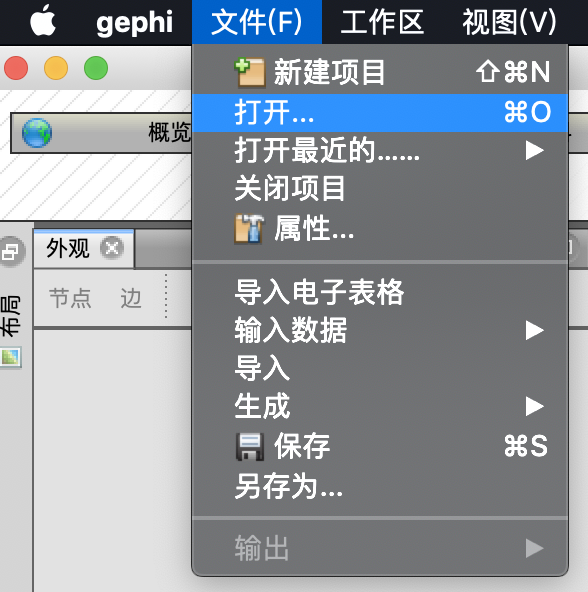 gephi 文件(F) 工作区 视图(V)
新建项目 ⇧⌘N
打开... ⌘O
打开最近的...... ▶
关闭项目
属性...
导入电子表格
输入数据 ▶
导入
生成 ▶
保存 ⌘S
另存为...
输出 ▶
概览
外观
节点 边
布局